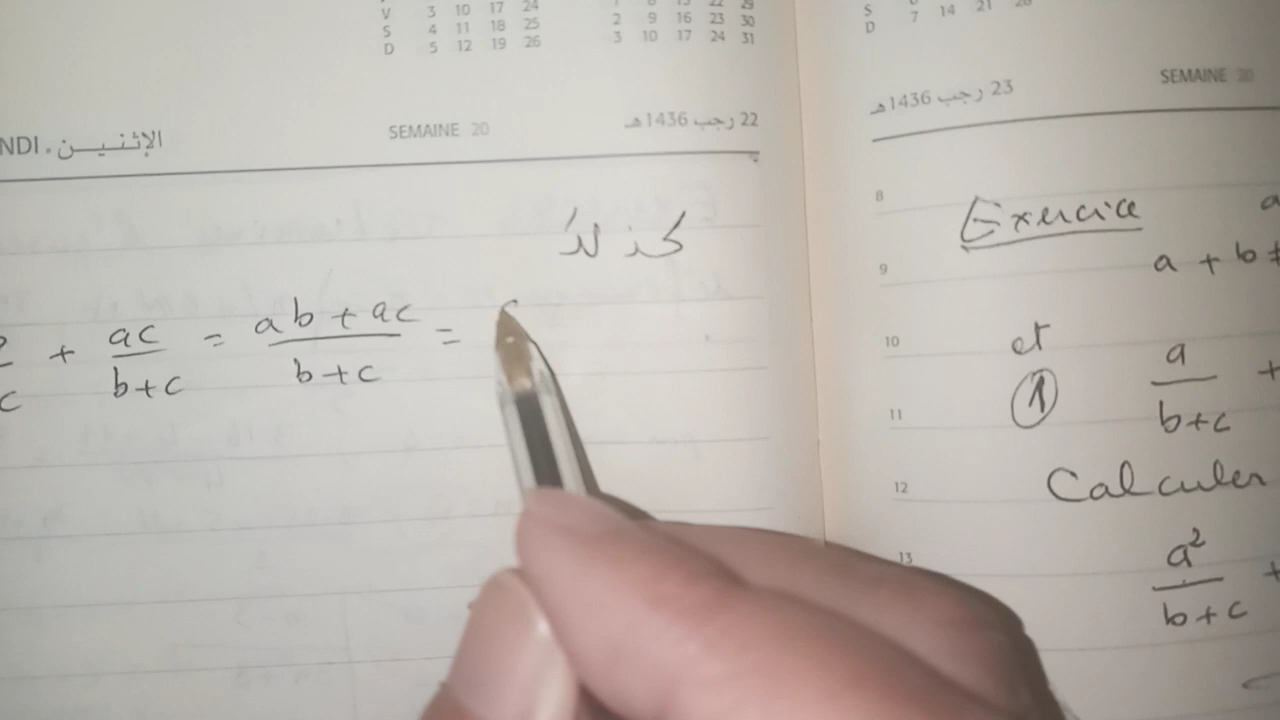 V 3 10 17 24
S 4 11 18 25
D 5 12 19 26
2 9 16 23 30
3 10 17 24 31
NDI . الإثنيـــن
SEMAINE 20
22 رجب 1436هـ
كذلك
+ ac/b+c = ab + ac/b+c =
S
D 7 14 21
23 رجب 1436هـ
SEMAINE
8
Exercice a
9
a + b ≠
10
et
① a/b+c +
11
12
Calculer
13
a²/b+c +